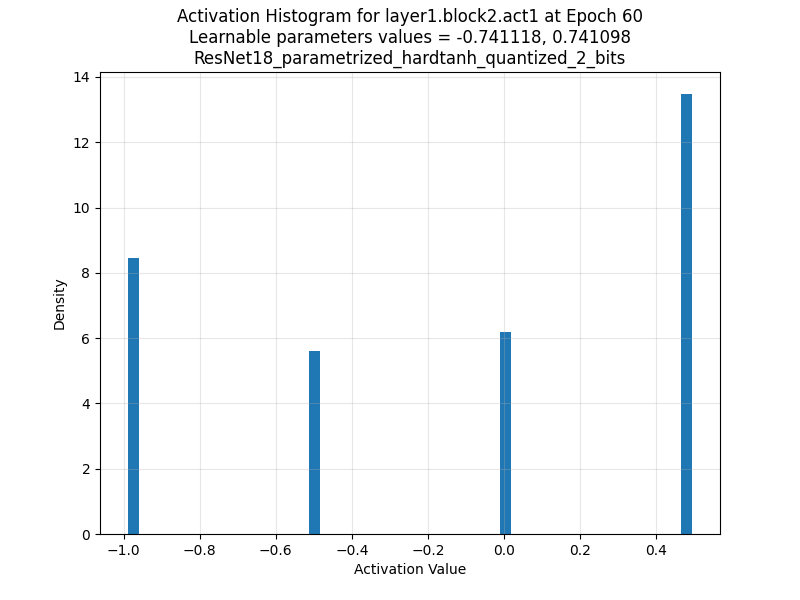 Activation Histogram for layer1.block2.act1 at Epoch 60
Learnable parameters values = -0.741118, 0.741098
ResNet18_parametrized_hardtanh_quantized_2_bits
14
12
10
8
6
4
2
0
Density
−1.0 −0.8 −0.6 −0.4 −0.2 0.0 0.2 0.4
Activation Value